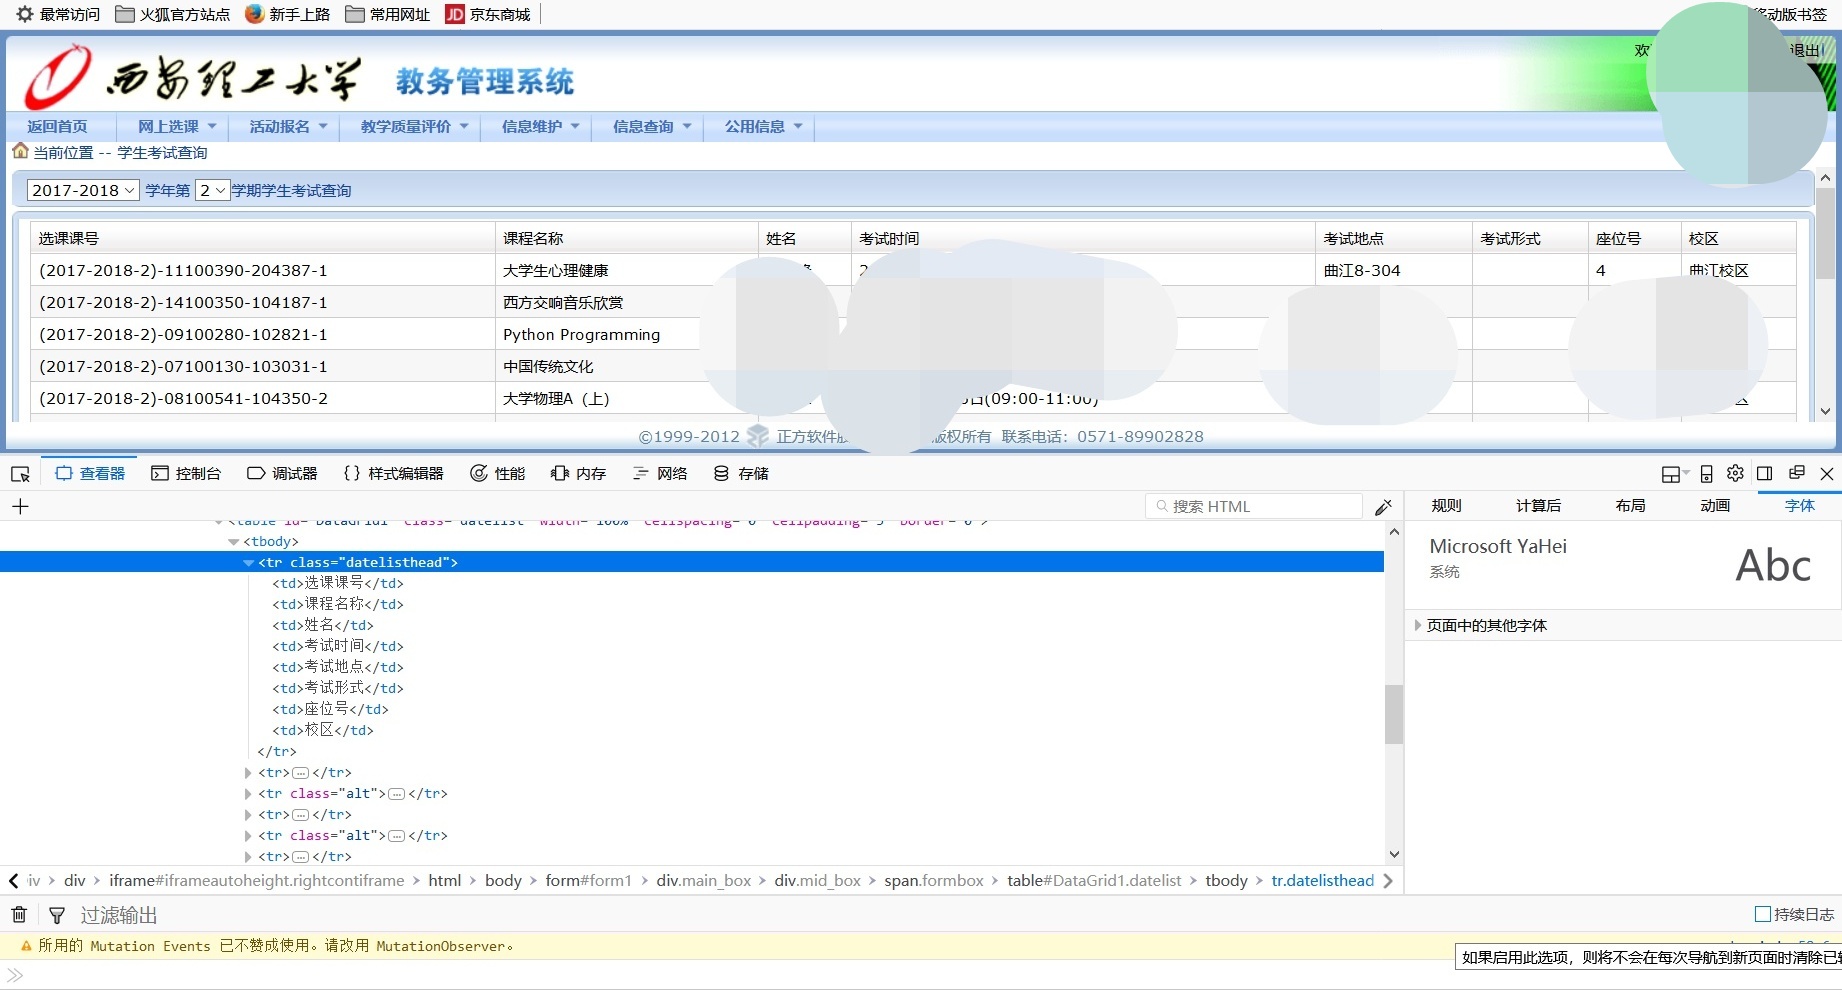 最常访问 火狐官方站点 新手上路 常用网址 JD 京东商城 移动版书签
西安理工大学 教务管理系统 欢 退出
返回首页 网上选课 活动报名 教学质量评价 信息维护 信息查询 公用信息
当前位置 -- 学生考试查询
2017-2018 学年第 2 学期学生考试查询
选课课号 课程名称 姓名 考试时间 考试地点 考试形式 座位号 校区
(2017-2018-2)-11100390-204387-1 大学生心理健康 2 曲江8-304 4 曲江校区
(2017-2018-2)-14100350-104187-1 西方交响音乐欣赏
(2017-2018-2)-09100280-102821-1 Python Programming
(2017-2018-2)-07100130-103031-1 中国传统文化
(2017-2018-2)-08100541-104350-2 大学物理A（上） 日(09:00-11:00) 区
©1999-2012 正方软件股 版权所有 联系电话：0571-89902828
查看器 控制台 调试器 {} 样式编辑器 性能 内存 网络 存储
+ 搜索 HTML 规则 计算后 布局 动画 字体
<table id="DataGrid1" class="datelist" width="100%" cellspacing="0" cellpadding="3" border="0">
<tbody>
<tr class="datelisthead">
<td>选课课号</td>
<td>课程名称</td>
<td>姓名</td>
<td>考试时间</td>
<td>考试地点</td>
<td>考试形式</td>
<td>座位号</td>
<td>校区</td>
</tr>
<tr>…</tr>
<tr class="alt">…</tr>
<tr>…</tr>
<tr class="alt">…</tr>
<tr>…</tr>
Microsoft YaHei
系统
Abc
页面中的其他字体
iv > div > iframe#iframeautoheight.rightcontiframe > html > body > form#form1 > div.main_box > div.mid_box > span.formbox > table#DataGrid1.datelist > tbody > tr.datelisthead
过滤输出 持续日志
所用的 Mutation Events 已不赞成使用。请改用 MutationObserver。
如果启用此选项，则将不会在每次导航到新页面时清除已